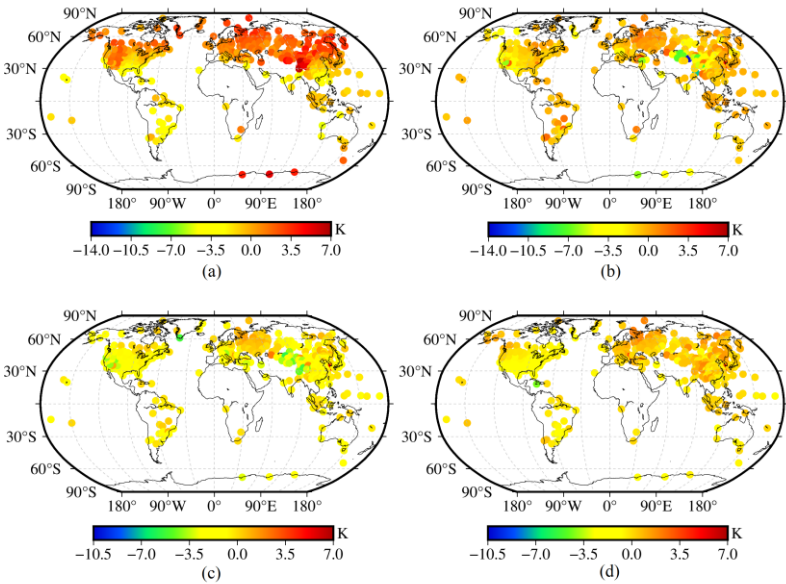 90°N 90°N
60°N 60°N
30°N 30°N
30°S 30°S
60°S 60°S
90°S 90°S
180° 90°W 0° 90°E 180° 180° 90°W 0° 90°E 180°
K K
−14.0 −10.5 −7.0 −3.5 0.0 3.5 7.0 −14.0 −10.5 −7.0 −3.5 0.0 3.5 7.0
(a) (b)
90°N 90°N
60°N 60°N
30°N 30°N
30°S 30°S
60°S 60°S
90°S 90°S
180° 90°W 0° 90°E 180° 180° 90°W 0° 90°E 180°
K K
−10.5 −7.0 −3.5 0.0 3.5 7.0 −10.5 −7.0 −3.5 0.0 3.5 7.0
(c) (d)